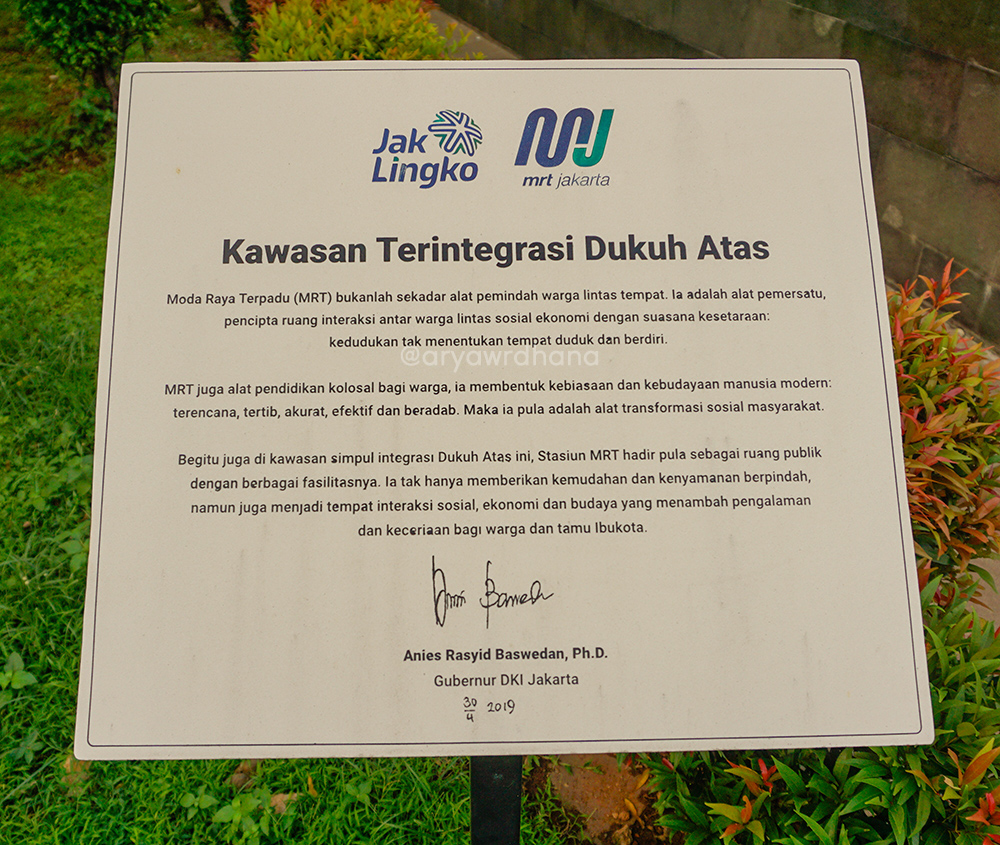 Jak
Lingko
mrt jakarta
Kawasan Terintegrasi Dukuh Atas
Moda Raya Terpadu (MRT) bukanlah sekadar alat pemindah warga lintas tempat. Ia adalah alat pemersatu,
pencipta ruang interaksi antar warga lintas sosial ekonomi dengan suasana kesetaraan:
kedudukan tak menentukan tempat duduk dan berdiri.
@aryawrdhana
MRT juga alat pendidikan kolosal bagi warga, ia membentuk kebiasaan dan kebudayaan manusia modern:
terencana, tertib, akurat, efektif dan beradab. Maka ia pula adalah alat transformasi sosial masyarakat.
Begitu juga di kawasan simpul integrasi Dukuh Atas ini, Stasiun MRT hadir pula sebagai ruang publik
dengan berbagai fasilitasnya. Ia tak hanya memberikan kemudahan dan kenyamanan berpindah,
namun juga menjadi tempat interaksi sosial, ekonomi dan budaya yang menambah pengalaman
dan keceriaan bagi warga dan tamu Ibukota.
Anies Rasyid Baswedan, Ph.D.
Gubernur DKI Jakarta
30/4 2019